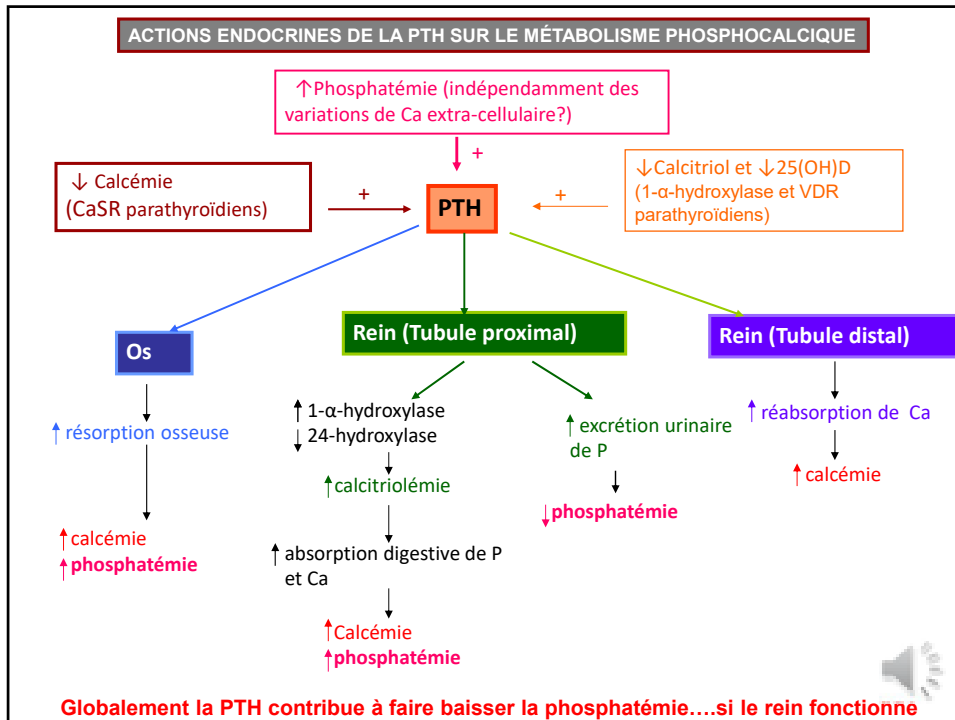 ACTIONS ENDOCRINES DE LA PTH SUR LE MÉTABOLISME PHOSPHOCALCIQUE
↑Phosphatémie (indépendamment des
variations de Ca extra-cellulaire?)
+
↓ Calcémie
(CaSR parathyroïdiens)
+
PTH
+
↓Calcitriol et ↓25(OH)D
(1-α-hydroxylase et VDR
parathyroïdiens)
Os
↑ résorption osseuse
↑calcémie
↑phosphatémie
Rein (Tubule proximal)
↑ 1-α-hydroxylase
↓ 24-hydroxylase
↑calcitriolémie
↑ absorption digestive de P
et Ca
↑Calcémie
↑phosphatémie
↑ excrétion urinaire
de P
↓phosphatémie
Rein (Tubule distal)
↑ réabsorption de Ca
↑ calcémie
Globalement la PTH contribue à faire baisser la phosphatémie....si le rein fonctionne